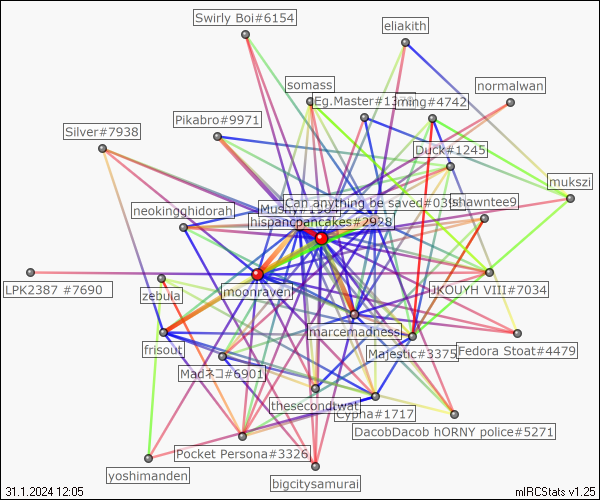 Swirly Boi#6154
eliakith
somass
normalwan
Eg.Master#13
ming#4742
Pikabro#9971
Silver#7938
Duck#1245
mukszi
Can anything be saved#039
shawntee9
neokingghidorah
hispancpancakes#2928
LPK2387 #7690
moonraven
JKOUYH VIII#7034
zebula
marcemadness
frisout
Majestic#3375
Fedora Stoat#4479
Madネコ#6901
thesecondtwat
Cypha#1717
DacobDacob hORNY police#5271
Pocket Persona#3326
yoshimanden
bigcitysamurai
31.1.2024 12:05
mIRCStats v1.25